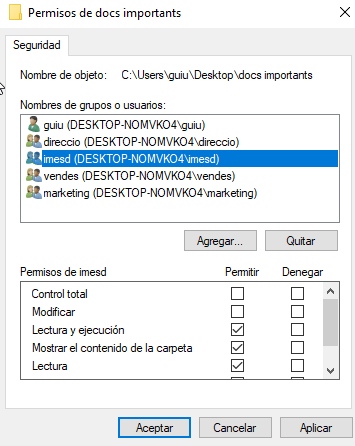 Permisos de docs importants
Seguridad
Nombre de objeto: C:\Users\guiu\Desktop\docs importants
Nombres de grupos o usuarios:
guiu (DESKTOP-NOMVKO4\guiu)
direccio (DESKTOP-NOMVKO4\direccio)
imesd (DESKTOP-NOMVKO4\imesd)
vendes (DESKTOP-NOMVKO4\vendes)
marketing (DESKTOP-NOMVKO4\marketing)
Agregar... Quitar
Permisos de imesd Permitir Denegar
Control total
Modificar
Lectura y ejecución
Mostrar el contenido de la carpeta
Lectura
Aceptar Cancelar Aplicar